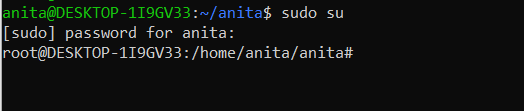 anita@DESKTOP-1I9GV33:~/anita$ sudo su
[sudo] password for anita:
root@DESKTOP-1I9GV33:/home/anita/anita#